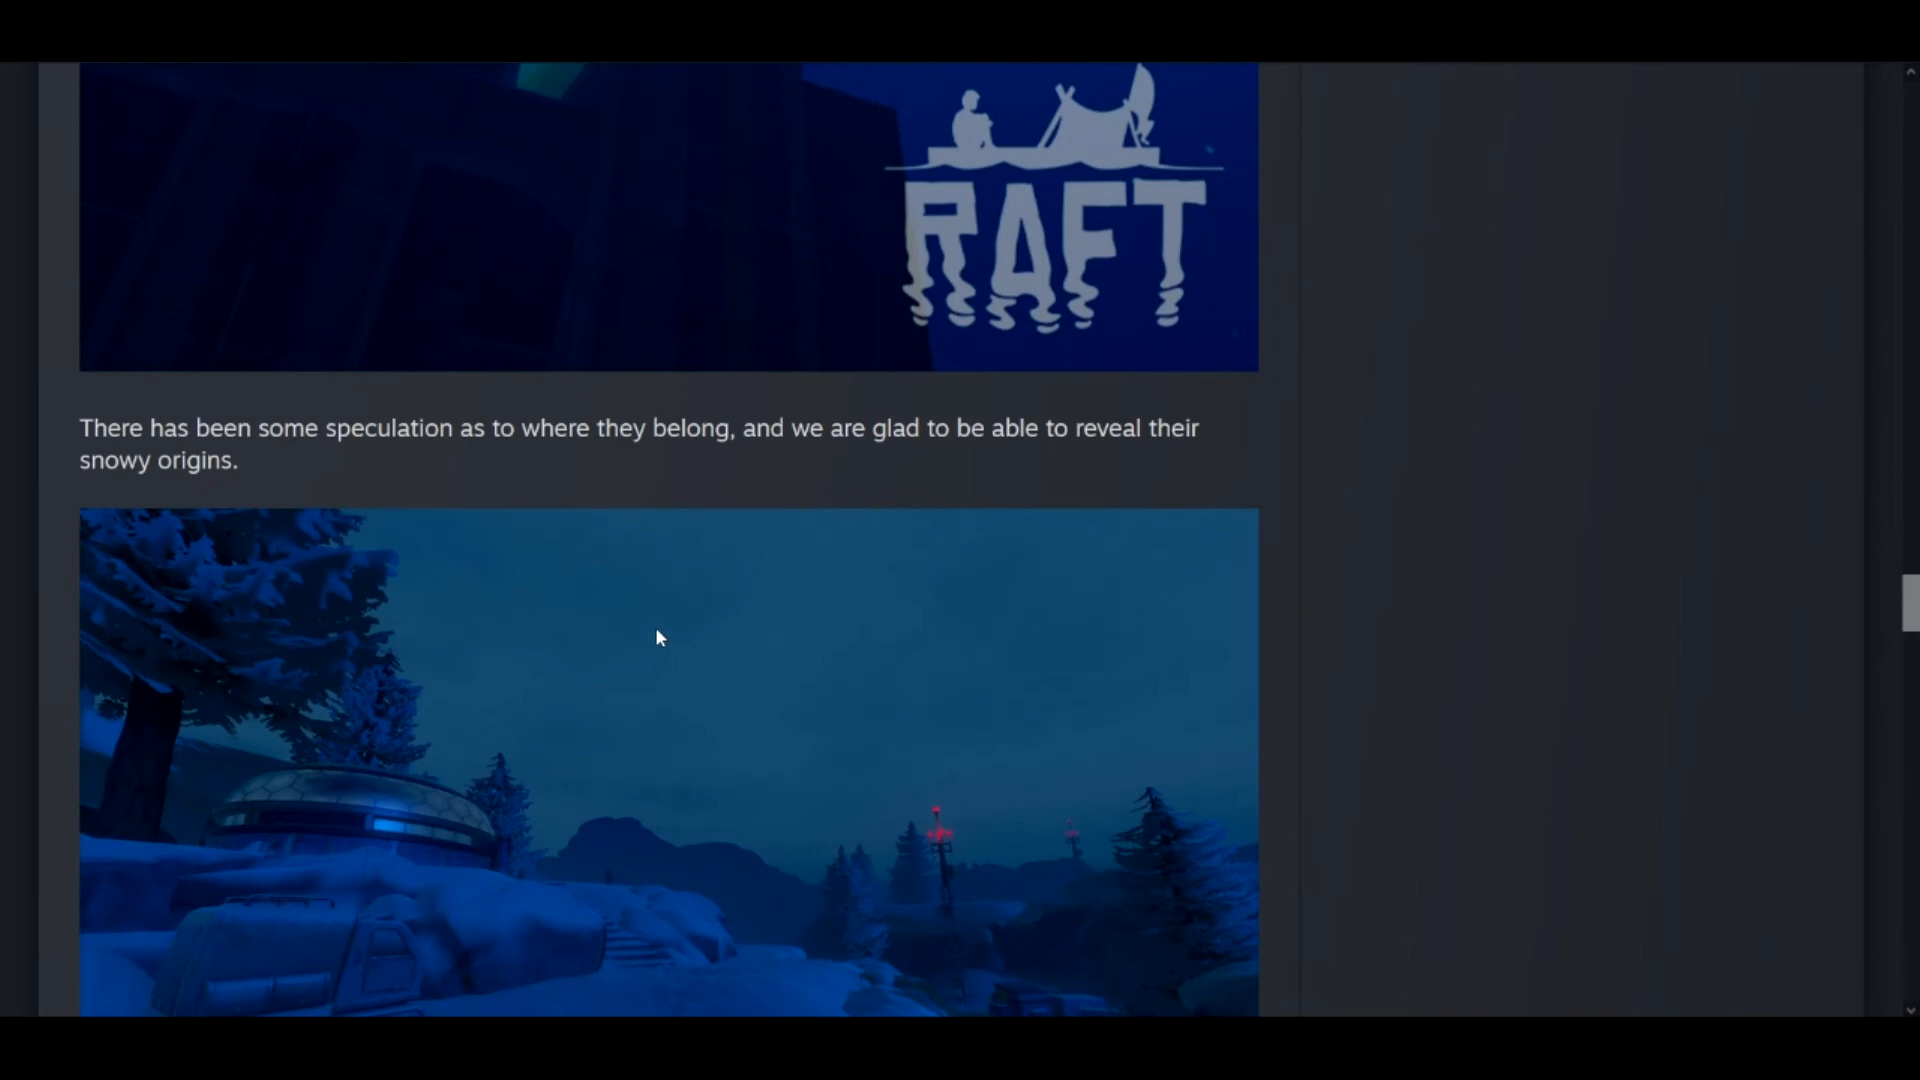 RAFT
There has been some speculation as to where they belong, and we are glad to be able to reveal their
snowy origins.